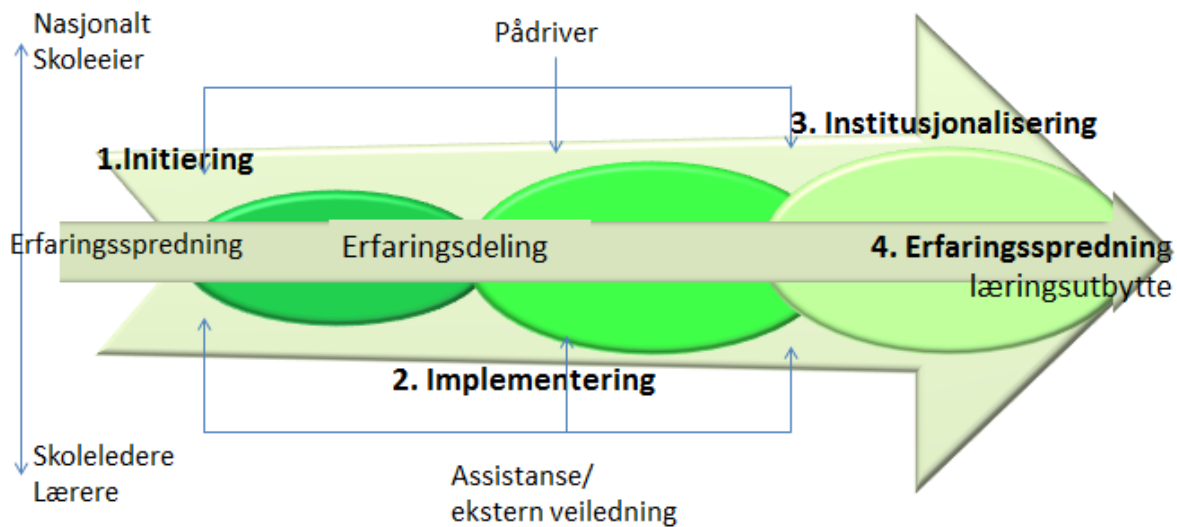 Nasjonalt
Skoleeier
Pådriver
3. Institusjonalisering
1.Initiering
Erfaringsspredning
Erfaringsdeling
4. Erfaringsspredning
læringsutbytte
2. Implementering
Skoleledere
Lærere
Assistanse/
ekstern veiledning